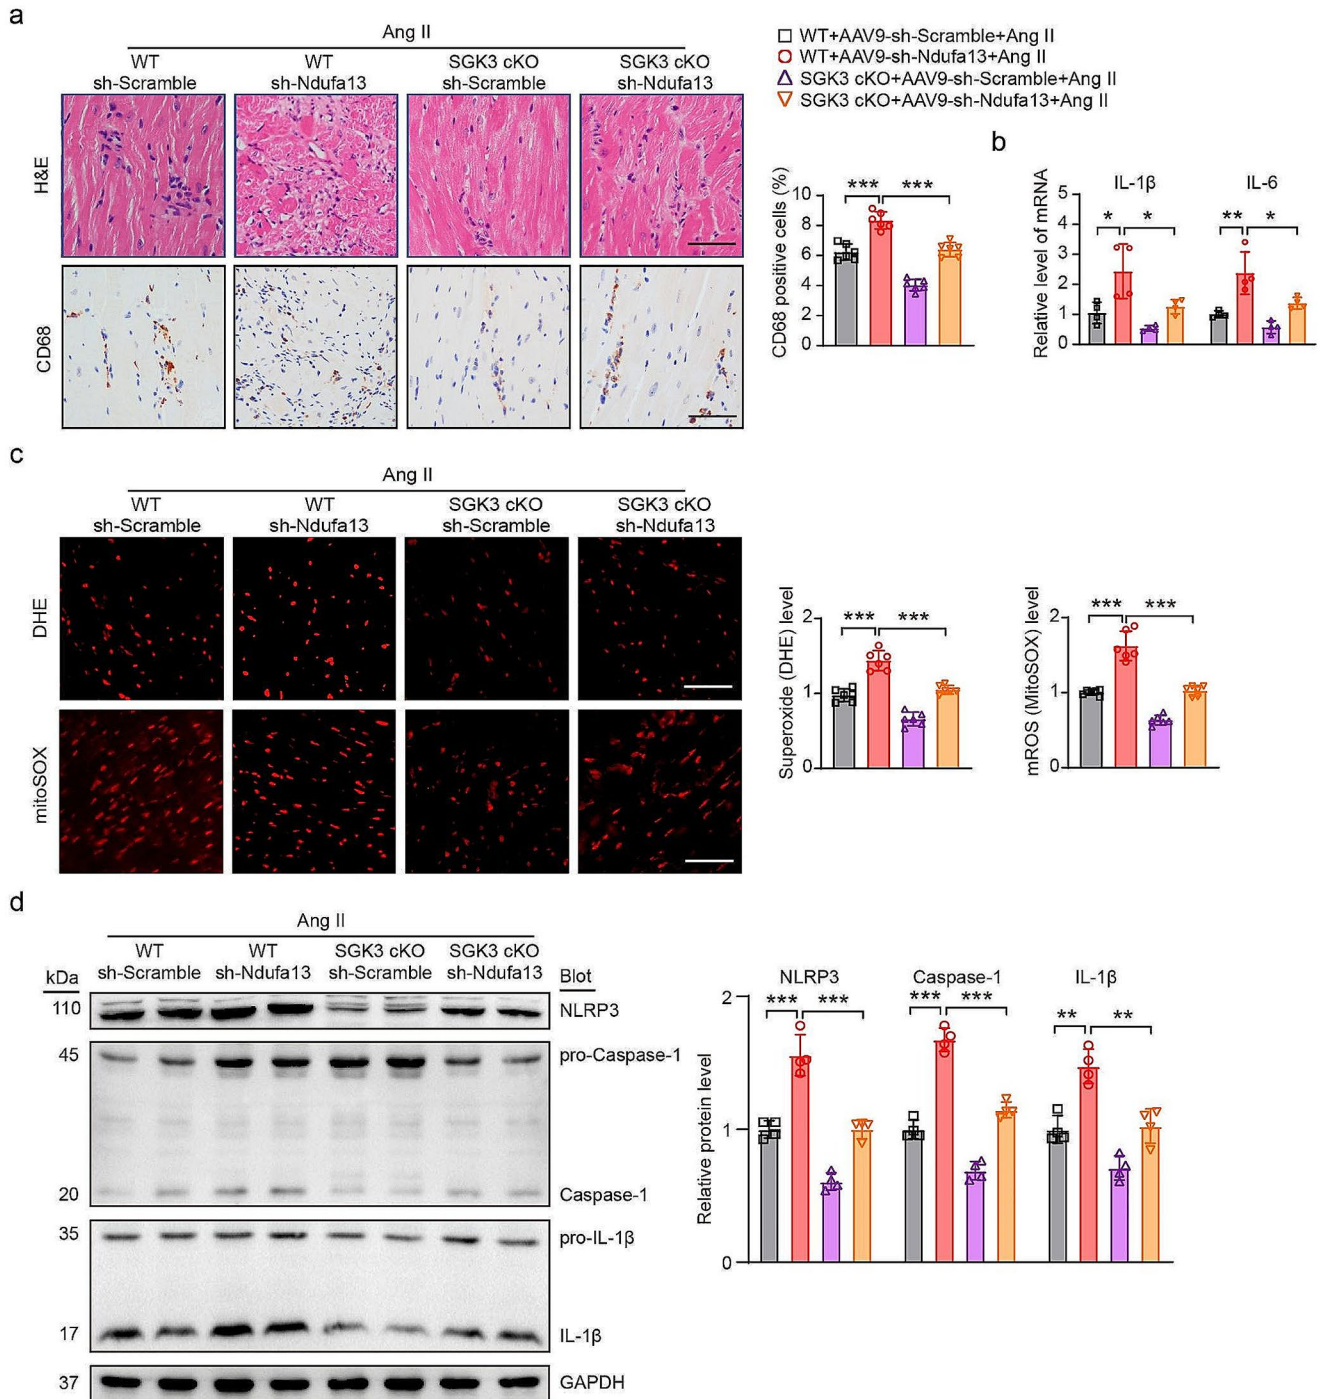 a
Ang II
WT
sh-Scramble
WT
sh-Ndufa13
SGK3 cKO
sh-Scramble
SGK3 cKO
sh-Ndufa13
H&E
CD68
WT+AAV9-sh-Scramble+Ang II
WT+AAV9-sh-Ndufa13+Ang II
SGK3 cKO+AAV9-sh-Scramble+Ang II
SGK3 cKO+AAV9-sh-Ndufa13+Ang II
CD68 positive cells (%)
10
8
6
4
2
0
*** ***
b
IL-1β IL-6
Relative level of mRNA
5
4
3
2
1
0
* * ** *
c
Ang II
WT
sh-Scramble
WT
sh-Ndufa13
SGK3 cKO
sh-Scramble
SGK3 cKO
sh-Ndufa13
DHE
mitoSOX
Superoxide (DHE) level
2
1
0
*** ***
mROS (MitoSOX) level
2
1
0
*** ***
d
Ang II
WT
sh-Scramble
WT
sh-Ndufa13
SGK3 cKO
sh-Scramble
SGK3 cKO
sh-Ndufa13
kDa Blot
110 NLRP3
45 pro-Caspase-1
20 Caspase-1
35 pro-IL-1β
17 IL-1β
37 GAPDH
NLRP3 Caspase-1 IL-1β
*** *** *** *** ** **
Relative protein level
2
1
0